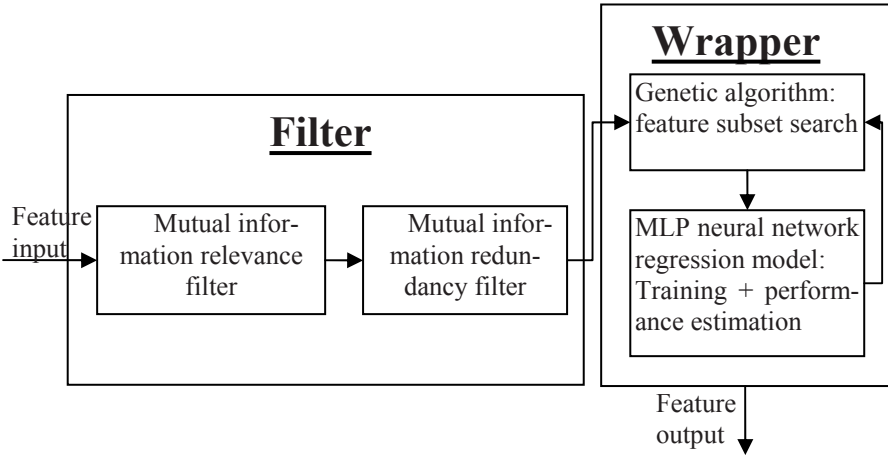 Wrapper
Genetic algorithm:
feature subset search
Filter
Feature
input
Mutual infor-
mation relevance
filter
Mutual infor-
mation redun-
dancy filter
MLP neural network
regression model:
Training + perform-
ance estimation
Feature
output